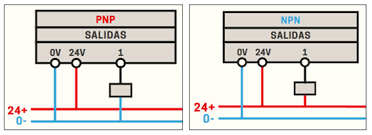 PNP
SALIDAS
0V 24V 1
24+
0-
NPN
SALIDAS
0V 24V 1
24+
0-